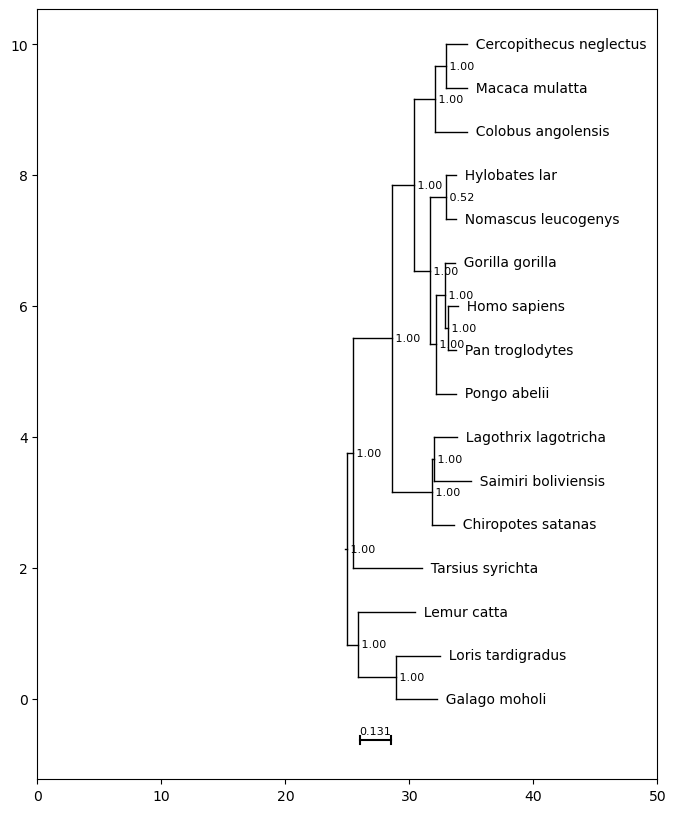 10
Cercopithecus neglectus
1.00
Macaca mulatta
1.00
Colobus angolensis
8
Hylobates lar
1.00
0.52
Nomascus leucogenys
Gorilla gorilla
1.00
6
1.00
Homo sapiens
1.00
1.00
1.00
Pan troglodytes
Pongo abelii
4
Lagothrix lagotricha
1.00
1.00
Saimiri boliviensis
1.00
Chiropotes satanas
2
Tarsius syrichta
1.00
Lemur catta
1.00
Loris tardigradus
1.00
0
Galago moholi
0.131
0 10 20 30 40 50